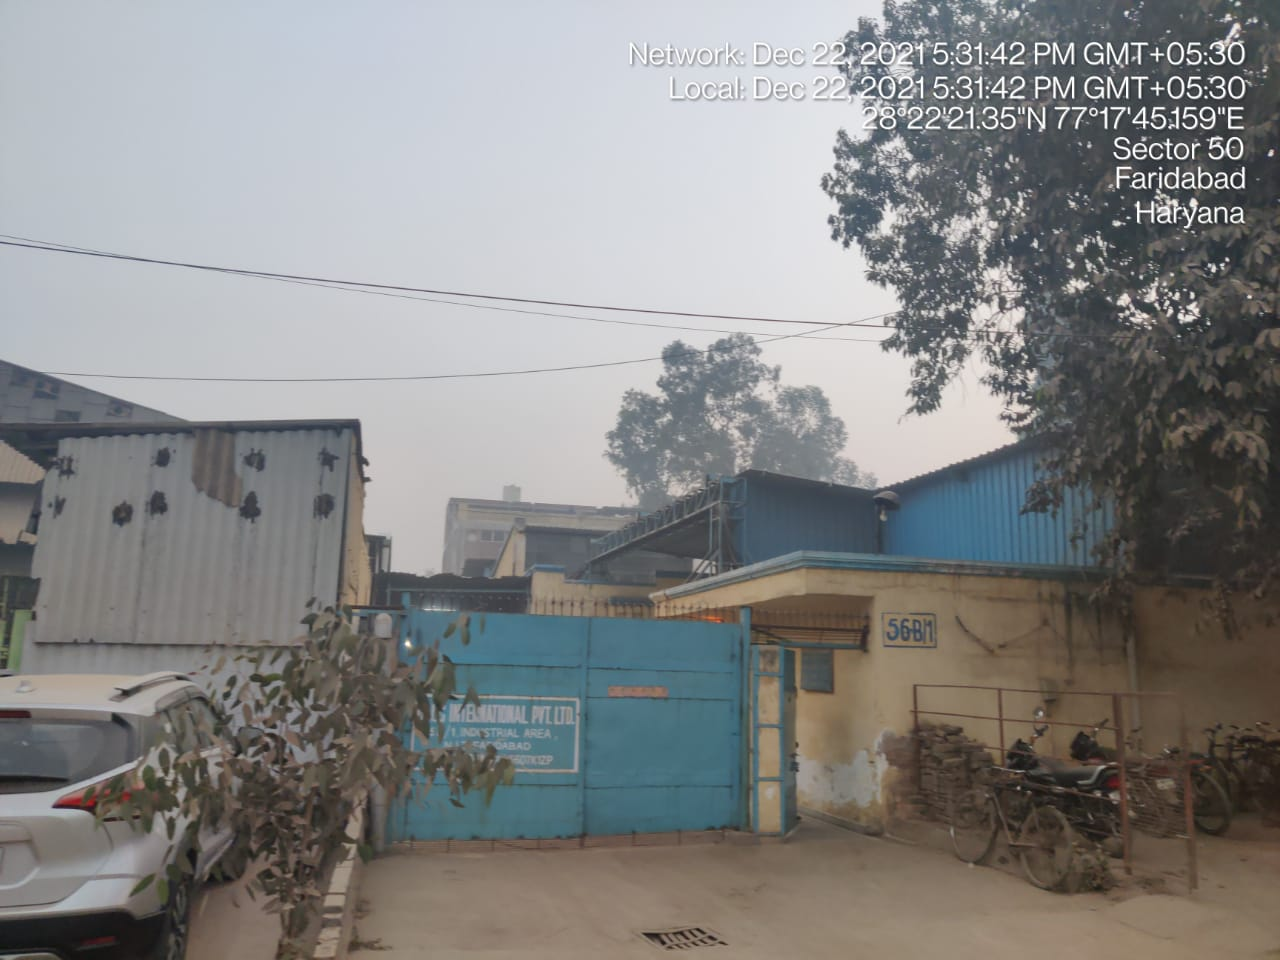 Network: Dec 22, 2021 5:31:42 PM GMT+05:30
Local: Dec 22, 2021 5:31:42 PM GMT+05:30
28°22'21.35"N 77°17'45.159"E
Sector 50
Faridabad
Haryana
56-B/1
INTERNATIONAL PVT. LTD.
/1, INDUSTRIAL AREA,
FARIDABAD